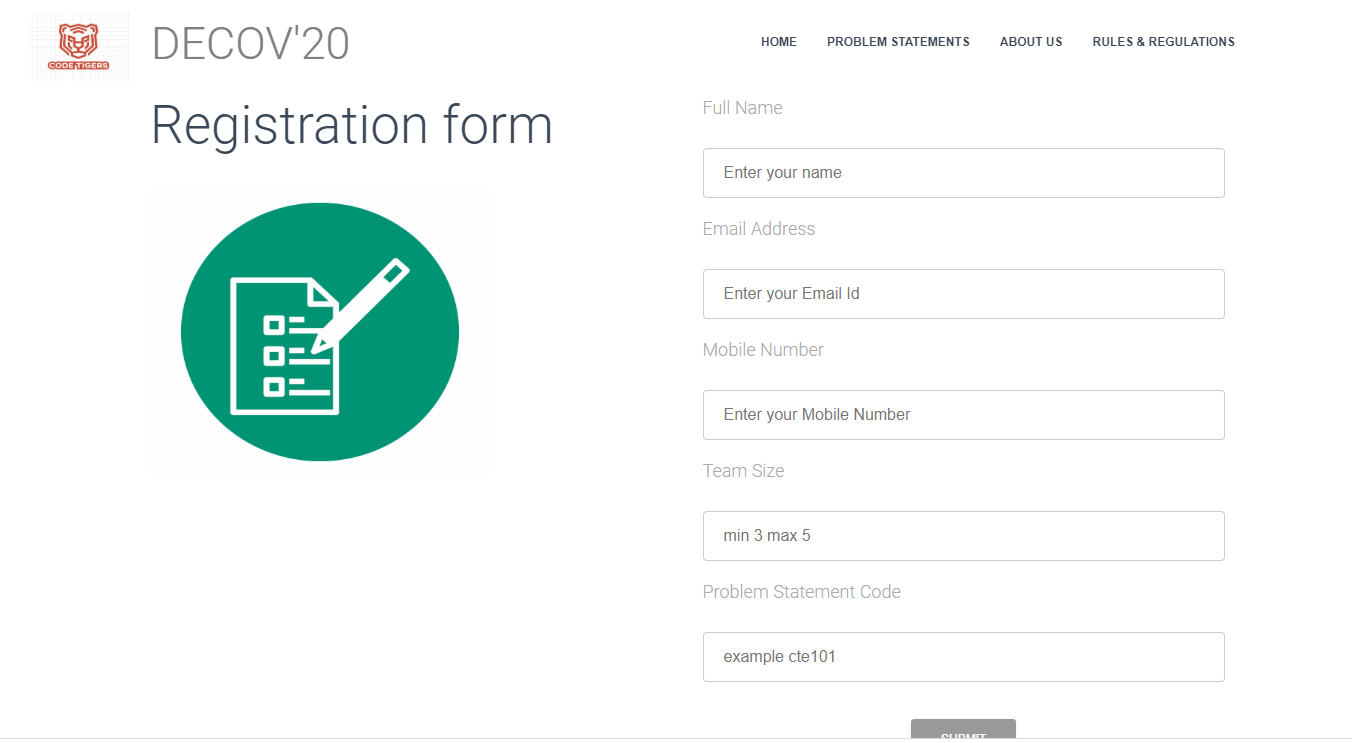 CODE TIGERS
DECOV'20
HOME
PROBLEM STATEMENTS
ABOUT US
RULES & REGULATIONS
Registration form
Full Name
Enter your name
Email Address
Enter your Email Id
Mobile Number
Enter your Mobile Number
Team Size
min 3 max 5
Problem Statement Code
example cte101
SUBMIT